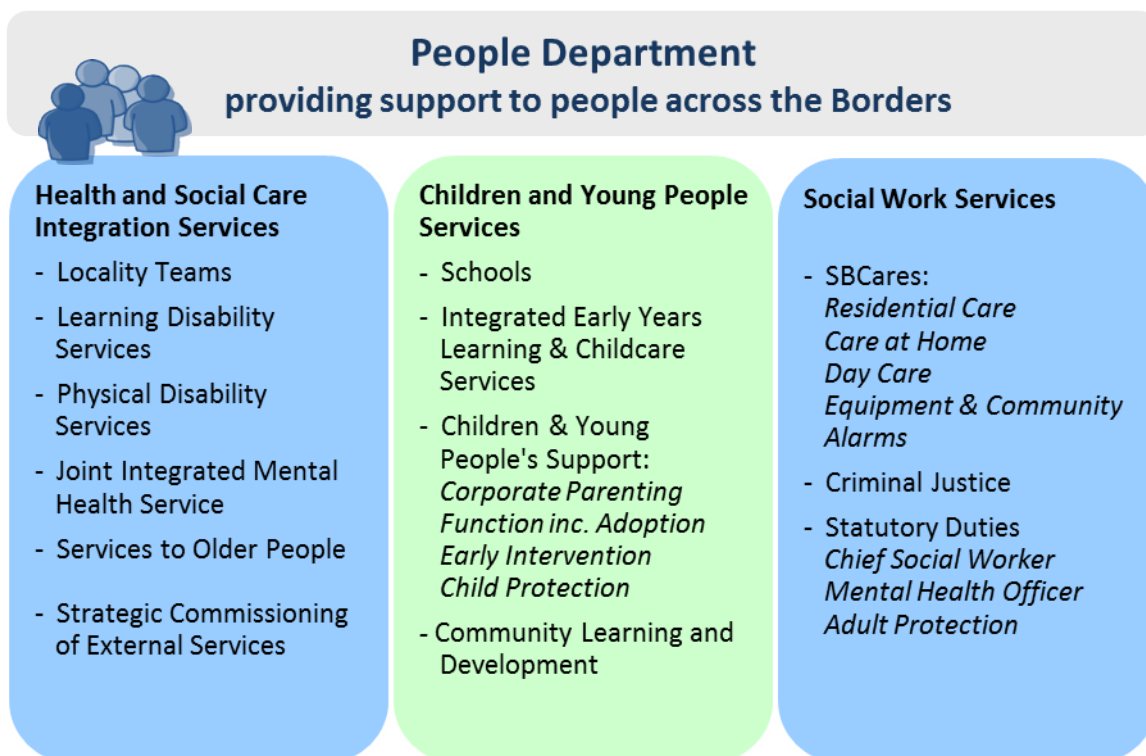 People Department
providing support to people across the Borders
Health and Social Care
Integration Services
- Locality Teams
- Learning Disability
Services
- Physical Disability
Services
- Joint Integrated Mental
Health Service
- Services to Older People
- Strategic Commissioning
of External Services
Children and Young People
Services
- Schools
- Integrated Early Years
Learning & Childcare
Services
- Children & Young
People's Support:
Corporate Parenting
Function inc. Adoption
Early Intervention
Child Protection
- Community Learning and
Development
Social Work Services
- SBCares:
Residential Care
Care at Home
Day Care
Equipment & Community
Alarms
- Criminal Justice
- Statutory Duties
Chief Social Worker
Mental Health Officer
Adult Protection